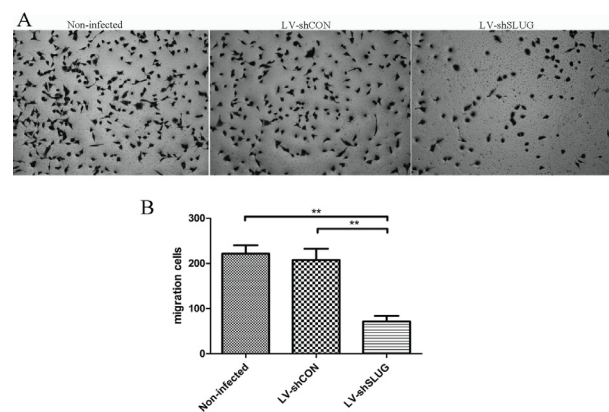 A
Non-infected LV-shCON LV-shSLUG
B
**
**
300
200
100
0
migration cells
Non-infected
LV-shCON
LV-shSLUG